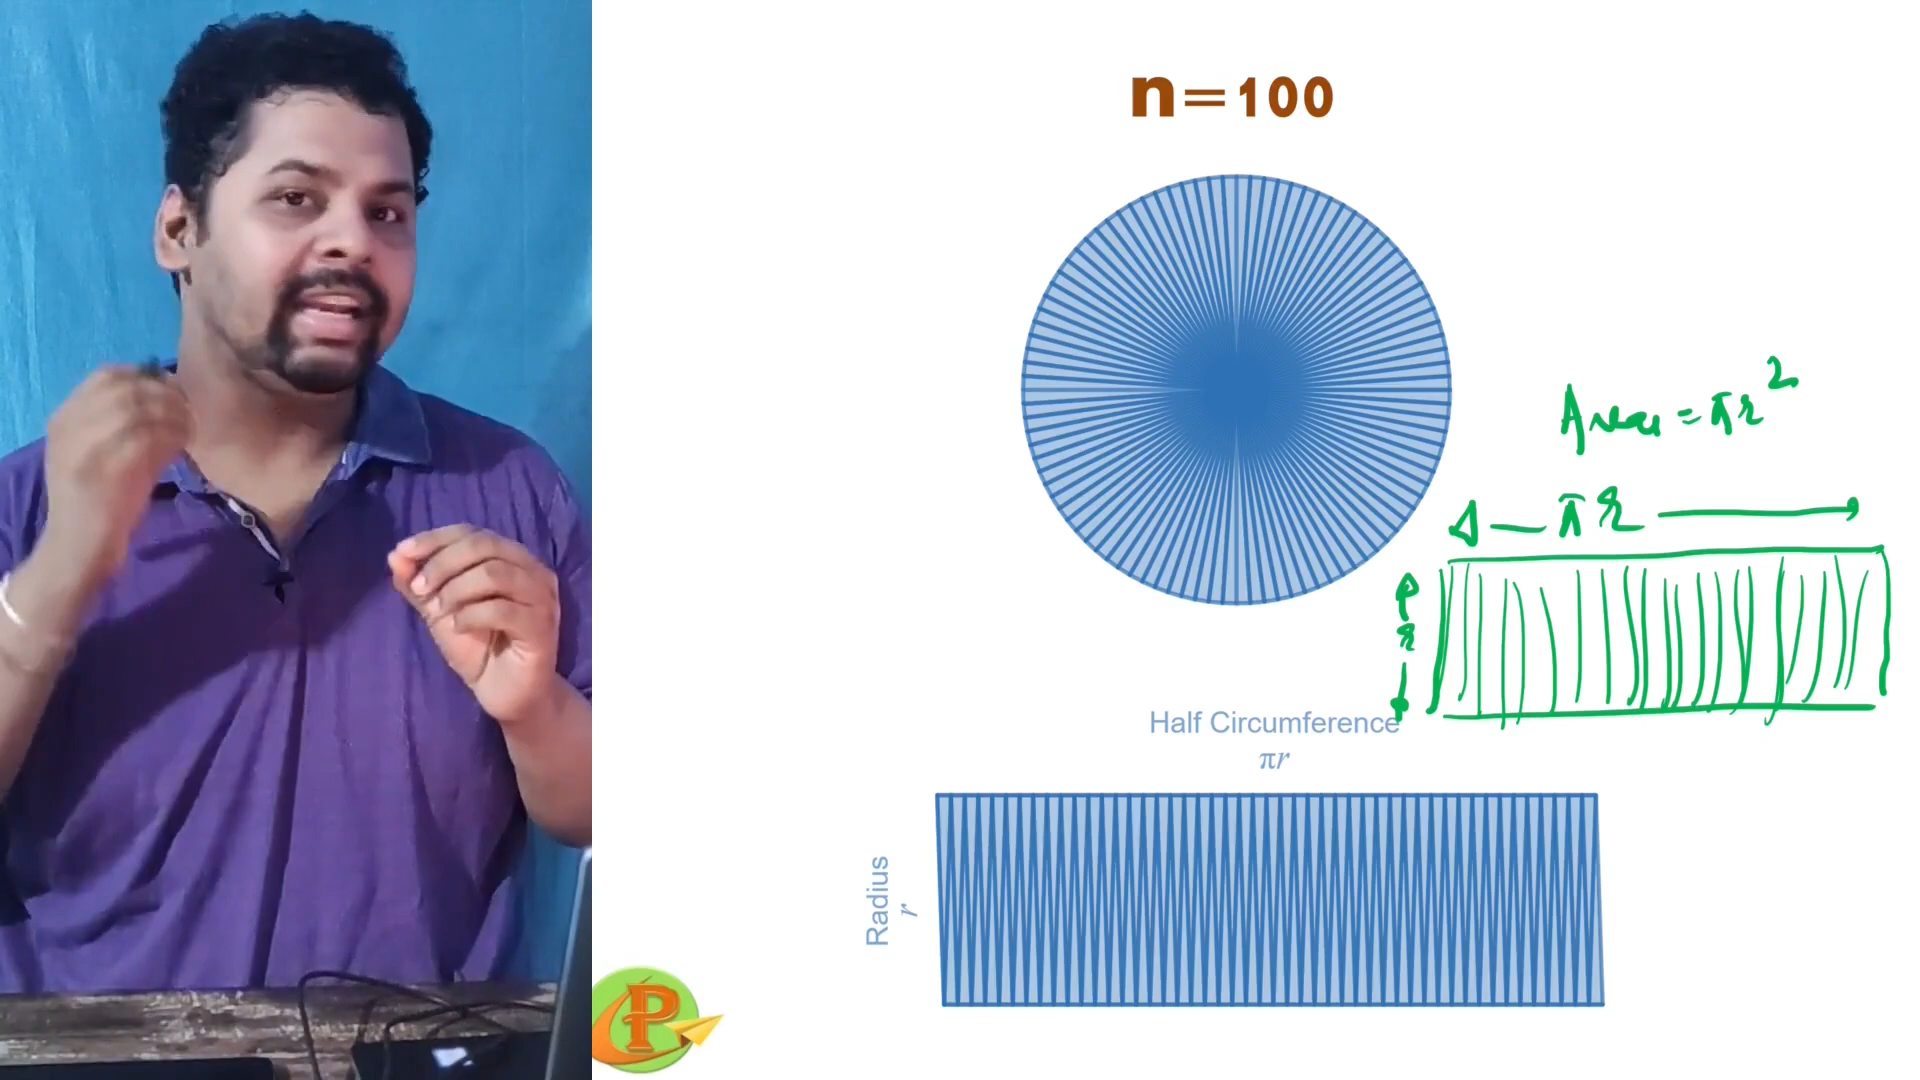 n=100
Area = πr²
πr
r
Half Circumference
πr
Radius
r
P